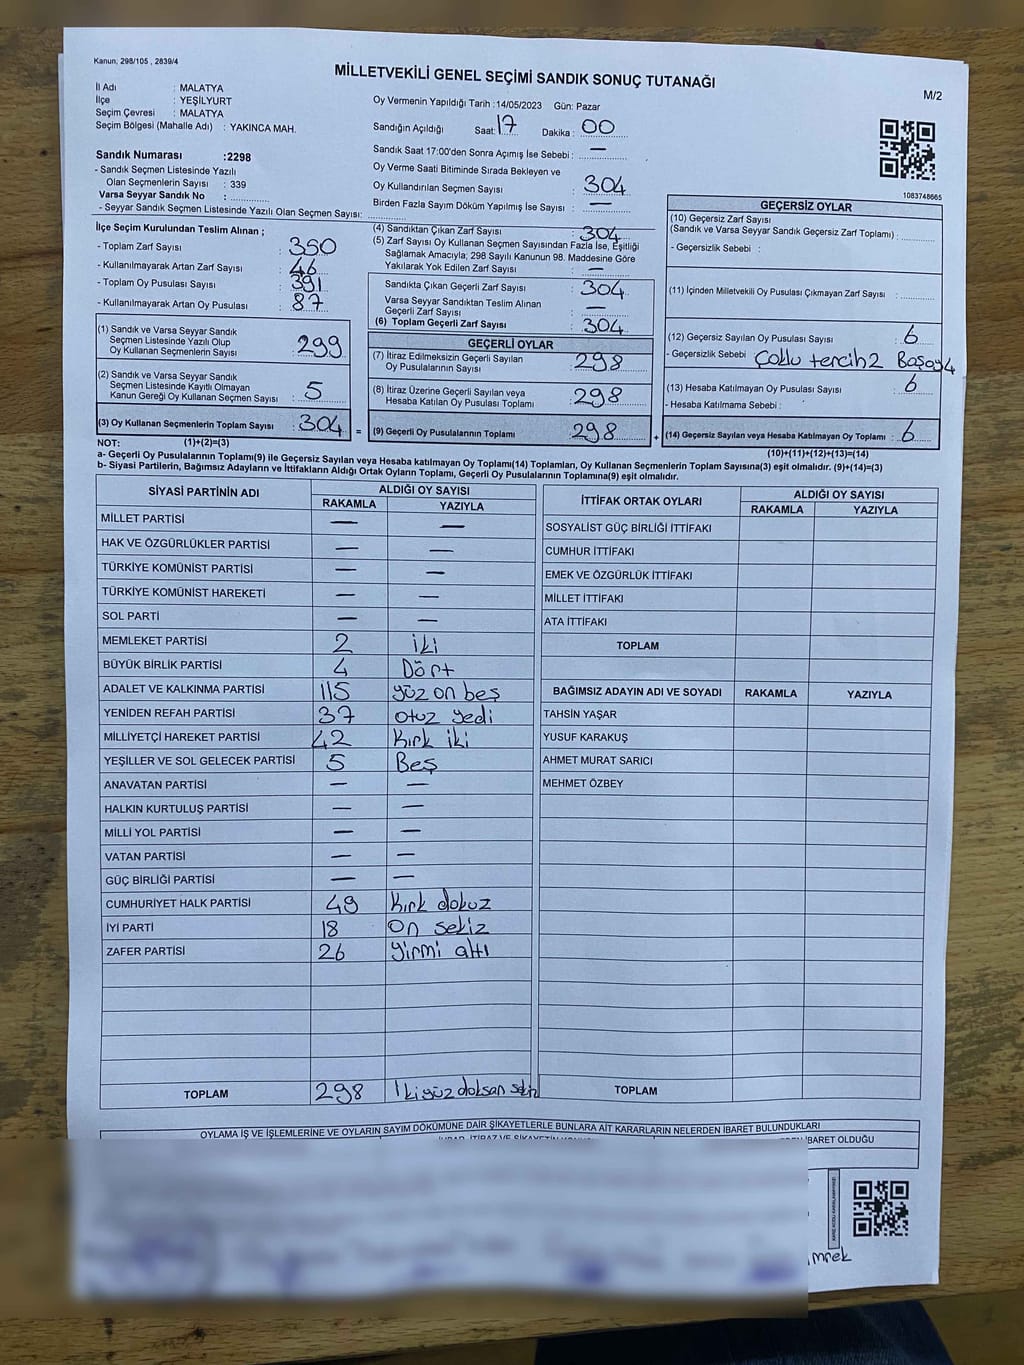 Kanun; 298/105 , 2839/4
MİLLETVEKİLİ GENEL SEÇİMİ SANDIK SONUÇ TUTANAĞI
M/2
İl Adı : MALATYA
İlçe : YEŞİLYURT
Seçim Çevresi : MALATYA
Seçim Bölgesi (Mahalle Adı) : YAKINCA MAH.
Oy Vermenin Yapıldığı Tarih :14/05/2023 Gün: Pazar
Sandığın Açıldığı Saat: 17 Dakika : 00
Sandık Saat 17:00'den Sonra Açımış İse Sebebi : —
Oy Verme Saati Bitiminde Sırada Bekleyen ve
Oy Kullandırılan Seçmen Sayısı : 304
Birden Fazla Sayım Döküm Yapılmış İse Sayısı : —
Sandık Numarası :2298
- Sandık Seçmen Listesinde Yazılı
Olan Seçmenlerin Sayısı : 339
Varsa Seyyar Sandık No :
- Seyyar Sandık Seçmen Listesinde Yazılı Olan Seçmen Sayısı:
1083748665
İlçe Seçim Kurulundan Teslim Alınan ;
- Toplam Zarf Sayısı : 350
- Kullanılmayarak Artan Zarf Sayısı : 46
- Toplam Oy Pusulası Sayısı : 391
- Kullanılmayarak Artan Oy Pusulası : 87
(1) Sandık ve Varsa Seyyar Sandık
Seçmen Listesinde Yazılı Olup
Oy Kullanan Seçmenlerin Sayısı : 299
(2) Sandık ve Varsa Seyyar Sandık
Seçmen Listesinde Kayıtlı Olmayan
Kanun Gereği Oy Kullanan Seçmen Sayısı : 5
(3) Oy Kullanan Seçmenlerin Toplam Sayısı : 304
(4) Sandıktan Çıkan Zarf Sayısı : 304
(5) Zarf Sayısı Oy Kullanan Seçmen Sayısından Fazla İse, Eşitliği
Sağlamak Amacıyla; 298 Sayılı Kanunun 98. Maddesine Göre
Yakılarak Yok Edilen Zarf Sayısı : —
Sandıkta Çıkan Geçerli Zarf Sayısı : 304
Varsa Seyyar Sandıktan Teslim Alınan
Geçerli Zarf Sayısı : —
(6) Toplam Geçerli Zarf Sayısı : 304
GEÇERLİ OYLAR
(7) İtiraz Edilmeksizin Geçerli Sayılan
Oy Pusulalarının Sayısı : 298
(8) İtiraz Üzerine Geçerli Sayılan veya
Hesaba Katılan Oy Pusulası Toplamı : 298
= (9) Geçerli Oy Pusulalarının Toplamı : 298 +
GEÇERSİZ OYLAR
(10) Geçersiz Zarf Sayısı
(Sandık ve Varsa Seyyar Sandık Geçersiz Zarf Toplamı) :
- Geçersizlik Sebebi :
(11) İçinden Milletvekili Oy Pusulası Çıkmayan Zarf Sayısı :
(12) Geçersiz Sayılan Oy Pusulası Sayısı : 6
- Geçersizlik Sebebi Çoklu tercih 2
(13) Hesaba Katılmayan Oy Pusulası Sayısı : 6
- Hesaba Katılmama Sebebi :
(14) Geçersiz Sayılan veya Hesaba Katılmayan Oy Toplamı : 6
NOT: (1)+(2)=(3)
(10)+(11)+(12)+(13)=(14)
a- Geçerli Oy Pusulalarının Toplamı(9) ile Geçersiz Sayılan veya Hesaba katılmayan Oy Toplamı(14) Toplamları, Oy Kullanan Seçmenlerin Toplam Sayısına(3) eşit olmalıdır. (9)+(14)=(3)
b- Siyasi Partilerin, Bağımsız Adayların ve İttifakların Aldığı Oyların Toplamı, Geçerli Oy Pusulalarının Toplamına(9) eşit olmalıdır.
SİYASİ PARTİNİN ADI
ALDIĞI OY SAYISI
RAKAMLA YAZIYLA
MİLLET PARTİSİ — —
HAK VE ÖZGÜRLÜKLER PARTİSİ — —
TÜRKİYE KOMÜNİST PARTİSİ — —
TÜRKİYE KOMÜNİST HAREKETİ — —
SOL PARTİ — —
MEMLEKET PARTİSİ 2 iki
BÜYÜK BİRLİK PARTİSİ 4 Dört
ADALET VE KALKINMA PARTİSİ 115 yüz on beş
YENİDEN REFAH PARTİSİ 37 otuz yedi
MİLLİYETÇİ HAREKET PARTİSİ 42 Kırk iki
YEŞİLLER VE SOL GELECEK PARTİSİ 5 Beş
ANAVATAN PARTİSİ — —
HALKIN KURTULUŞ PARTİSİ — —
MİLLİ YOL PARTİSİ — —
VATAN PARTİSİ — —
GÜÇ BİRLİĞİ PARTİSİ — —
CUMHURİYET HALK PARTİSİ 49 Kırk dokuz
İYİ PARTİ 18 on sekiz
ZAFER PARTİSİ 26 yirmi altı
TOPLAM 298 İkiyüz doksan sekiz
İTTİFAK ORTAK OYLARI
ALDIĞI OY SAYISI
RAKAMLA YAZIYLA
SOSYALİST GÜÇ BİRLİĞİ İTTİFAKI
CUMHUR İTTİFAKI
EMEK VE ÖZGÜRLÜK İTTİFAKI
MİLLET İTTİFAKI
ATA İTTİFAKI
TOPLAM
BAĞIMSIZ ADAYIN ADI VE SOYADI RAKAMLA YAZIYLA
TAHSİN YAŞAR
YUSUF KARAKUŞ
AHMET MURAT SARICI
MEHMET ÖZBEY
TOPLAM
OYLAMA İŞ VE İŞLEMLERİNE VE OYLARIN SAYIM DÖKÜMÜNE DAİR ŞİKAYETLERLE BUNLARA AİT KARARLARIN NELERDEN İBARET BULUNDUKLARI
İBARET OLDUĞU